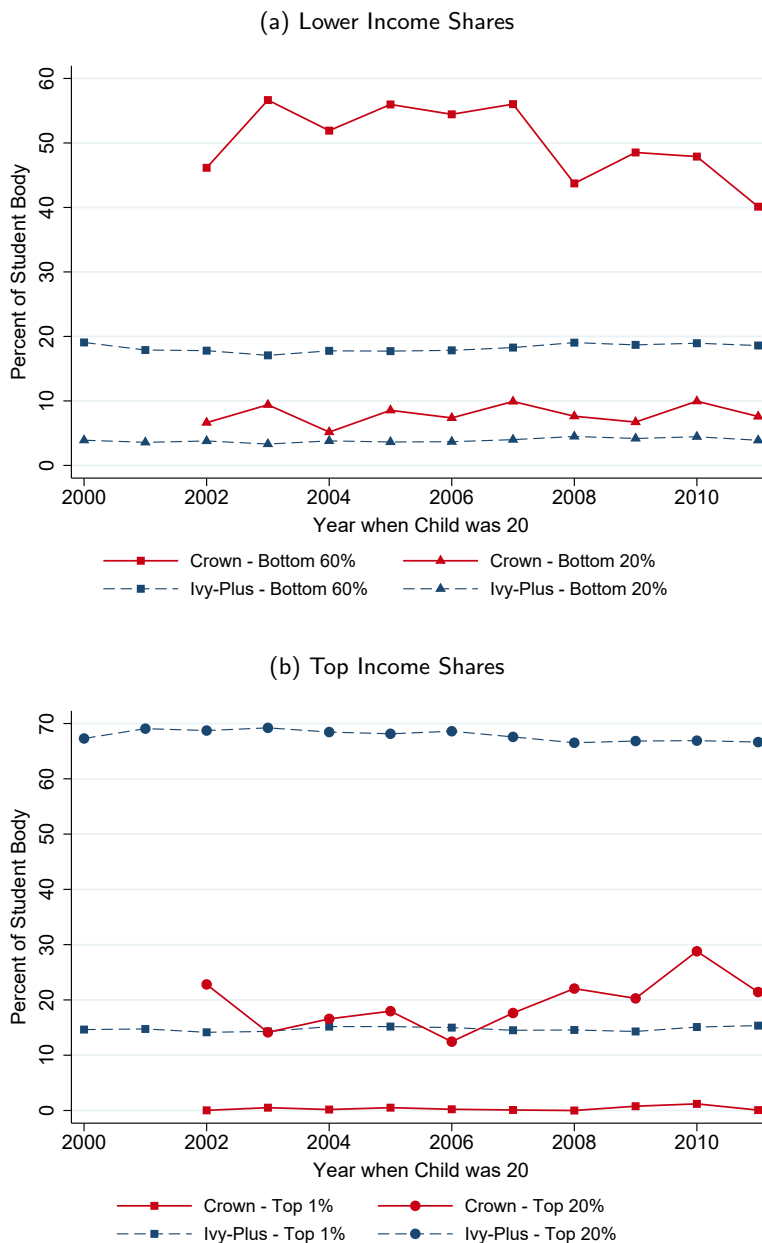 (a) Lower Income Shares
Percent of Student Body
60
50
40
30
20
10
0
2000 2002 2004 2006 2008 2010
Year when Child was 20
Crown - Bottom 60% Crown - Bottom 20%
Ivy-Plus - Bottom 60% Ivy-Plus - Bottom 20%
(b) Top Income Shares
Percent of Student Body
70
60
50
40
30
20
10
0
2000 2002 2004 2006 2008 2010
Year when Child was 20
Crown - Top 1% Crown - Top 20%
Ivy-Plus - Top 1% Ivy-Plus - Top 20%